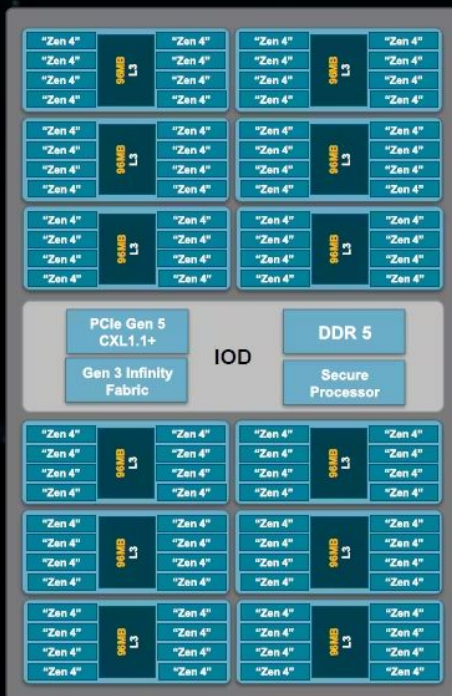 “Zen 4” “Zen 4” “Zen 4” “Zen 4”
“Zen 4” “Zen 4” “Zen 4” “Zen 4”
96MB L3 96MB L3
“Zen 4” “Zen 4” “Zen 4” “Zen 4”
“Zen 4” “Zen 4” “Zen 4” “Zen 4”
“Zen 4” “Zen 4” “Zen 4” “Zen 4”
“Zen 4” “Zen 4” “Zen 4” “Zen 4”
96MB L3 96MB L3
“Zen 4” “Zen 4” “Zen 4” “Zen 4”
“Zen 4” “Zen 4” “Zen 4” “Zen 4”
“Zen 4” “Zen 4” “Zen 4” “Zen 4”
“Zen 4” “Zen 4” “Zen 4” “Zen 4”
96MB L3 96MB L3
“Zen 4” “Zen 4” “Zen 4” “Zen 4”
“Zen 4” “Zen 4” “Zen 4” “Zen 4”
PCIe Gen 5
CXL1.1+
Gen 3 Infinity
Fabric
IOD
DDR 5
Secure
Processor
“Zen 4” “Zen 4” “Zen 4” “Zen 4”
“Zen 4” “Zen 4” “Zen 4” “Zen 4”
96MB L3 96MB L3
“Zen 4” “Zen 4” “Zen 4” “Zen 4”
“Zen 4” “Zen 4” “Zen 4” “Zen 4”
“Zen 4” “Zen 4” “Zen 4” “Zen 4”
“Zen 4” “Zen 4” “Zen 4” “Zen 4”
96MB L3 96MB L3
“Zen 4” “Zen 4” “Zen 4” “Zen 4”
“Zen 4” “Zen 4” “Zen 4” “Zen 4”
“Zen 4” “Zen 4” “Zen 4” “Zen 4”
“Zen 4” “Zen 4” “Zen 4” “Zen 4”
96MB L3 96MB L3
“Zen 4” “Zen 4” “Zen 4” “Zen 4”
“Zen 4” “Zen 4” “Zen 4” “Zen 4”